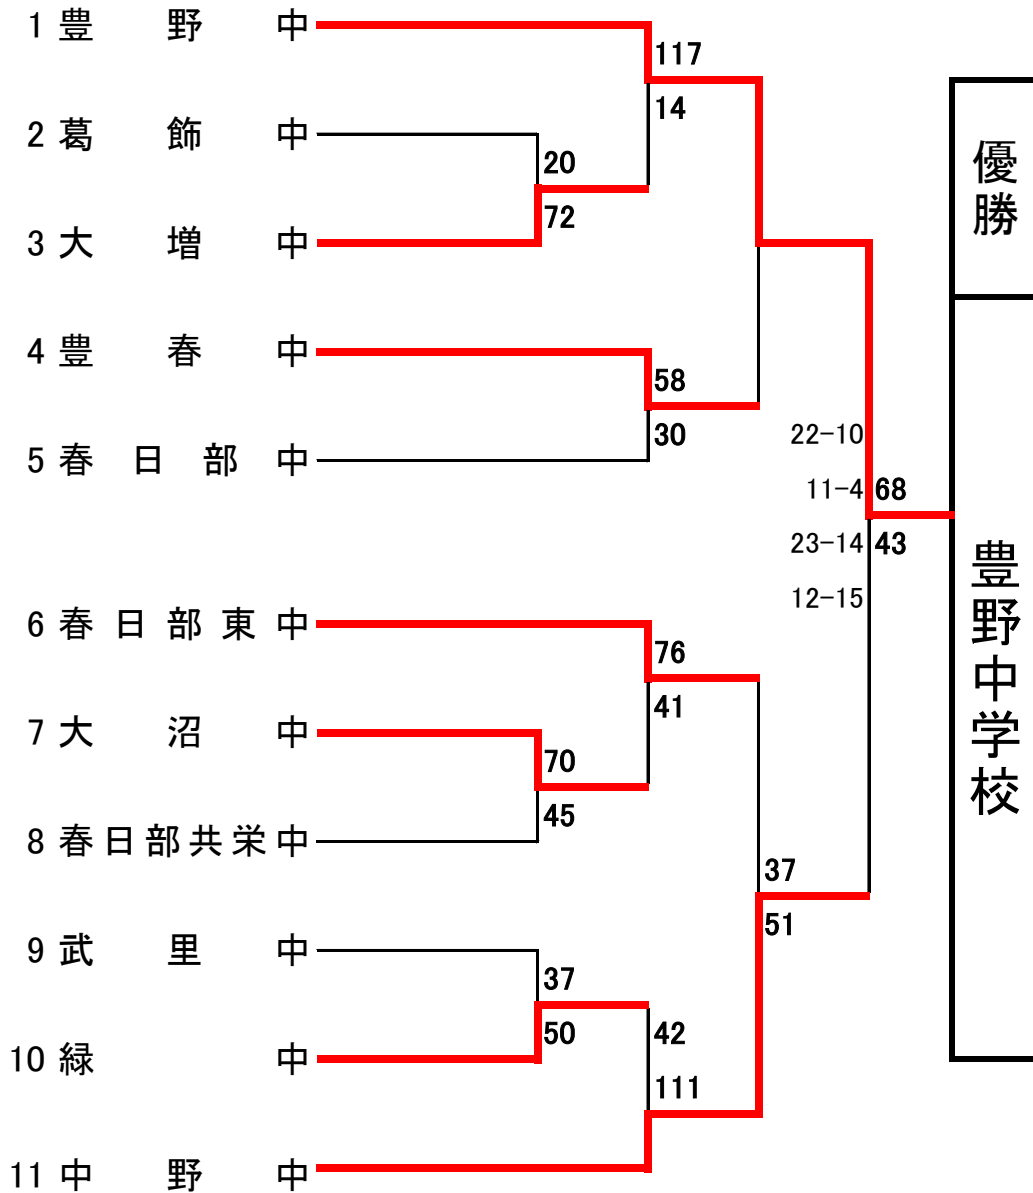 1 豊野中
117
14
2 葛飾中
20
72
3 大増中
4 豊春中
58
30
5 春日部中
22-10
11-4 68
23-14 43
12-15
6 春日部東中
76
41
7 大沼中
70
45
8 春日部共栄中
37
51
9 武里中
37
50
10 緑中
42
111
11 中野中
優勝
豊野中学校